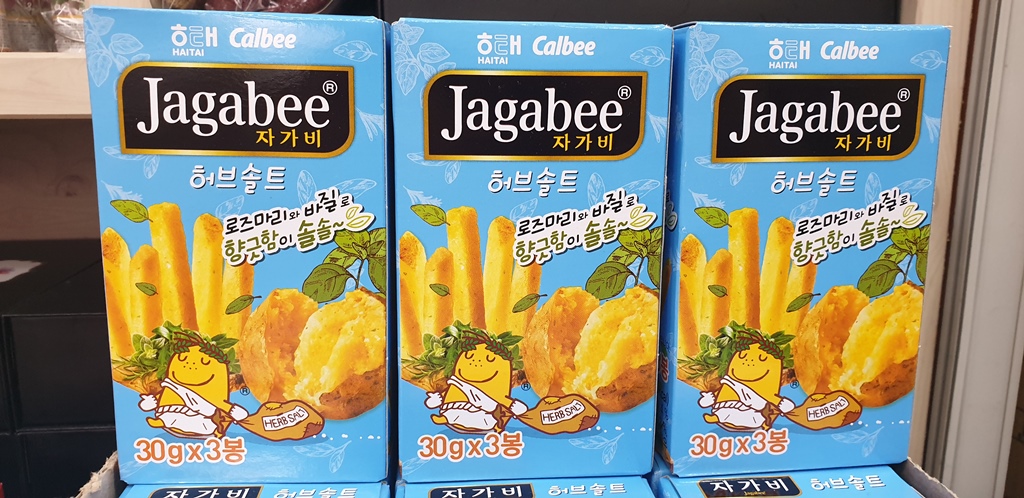 해태 Calbee
HAITAI
Jagabee®
자가비
허브솔트
로즈마리와 바질로
향긋함이 솔솔~
®
HERB SALT
30g x 3봉
해태 Calbee
HAITAI
Jagabee®
자가비
허브솔트
로즈마리와 바질로
향긋함이 솔솔~
®
HERB SALT
30g x 3봉
해태 Calbee
HAITAI
Jagabee®
자가비
허브솔트
로즈마리와 바질로
향긋함이 솔솔~
®
HERB SALT
30g x 3봉
자가비 허브솔트
Jagabee
자가비 허브솔트
Jagabee
자가비 허브솔트
Jagabee